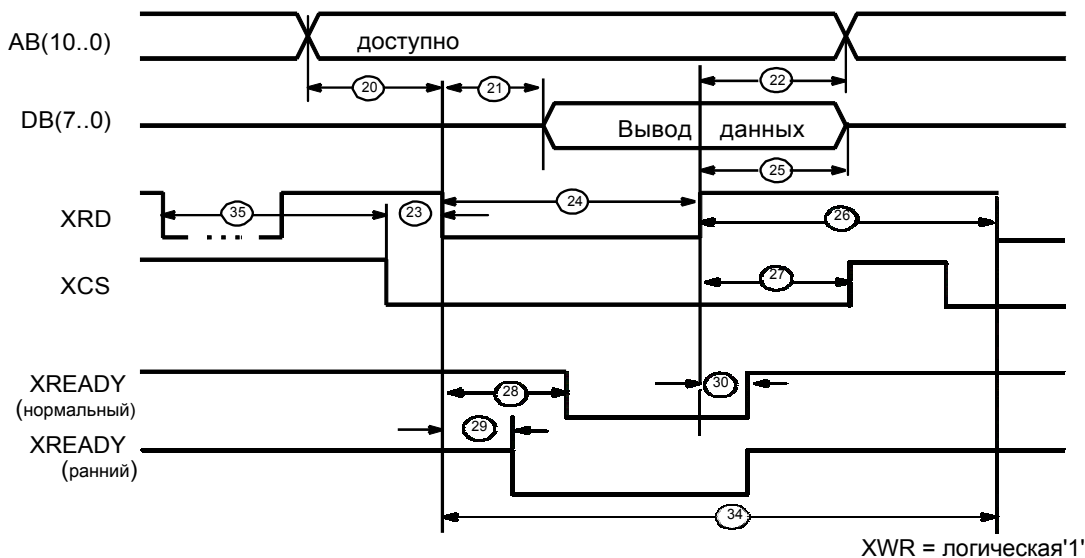 AB(10..0)
доступно
20
21
22
DB(7..0)
Вывод данных
25
24
XRD
35
23
26
XCS
27
XREADY
(нормальный)
28
30
XREADY
(ранний)
29
34
XWR = логическая'1'